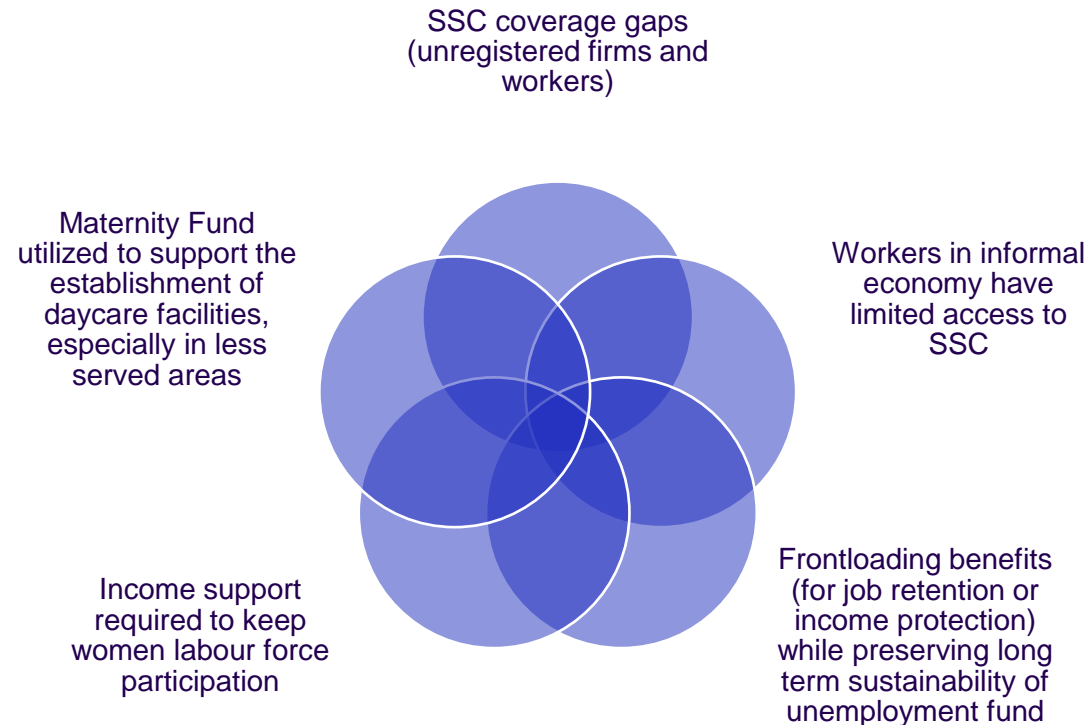 SSC coverage gaps
(unregistered firms and
workers)
Workers in informal
economy have
limited access to
SSC
Frontloading benefits
(for job retention or
income protection)
while preserving long
term sustainability of
unemployment fund
Income support
required to keep
women labour force
participation
Maternity Fund
utilized to support the
establishment of
daycare facilities,
especially in less
served areas